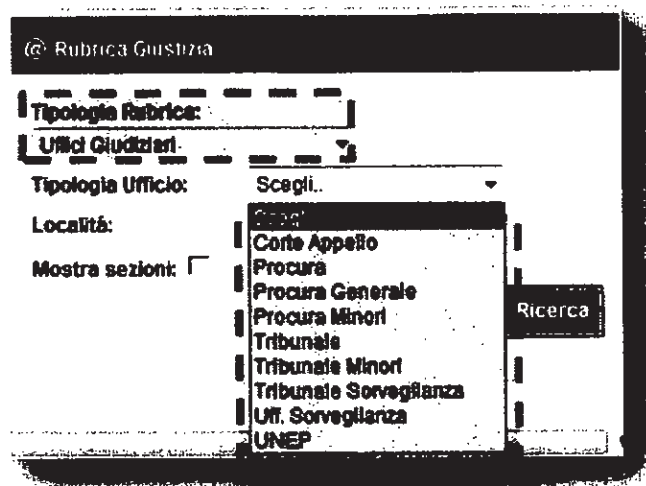 @ Rubrica Giustizia
Tipologia Rubrica:
Uffici Giudiziari
Tipologia Ufficio: Scegli..
Località:
Mostra sezioni:
Scegli..
Corte Appello
Procura
Procura Generale
Procura Minori
Tribunale
Tribunale Minori
Tribunale Sorveglianza
Uff. Sorveglianza
UNEP
Ricerca